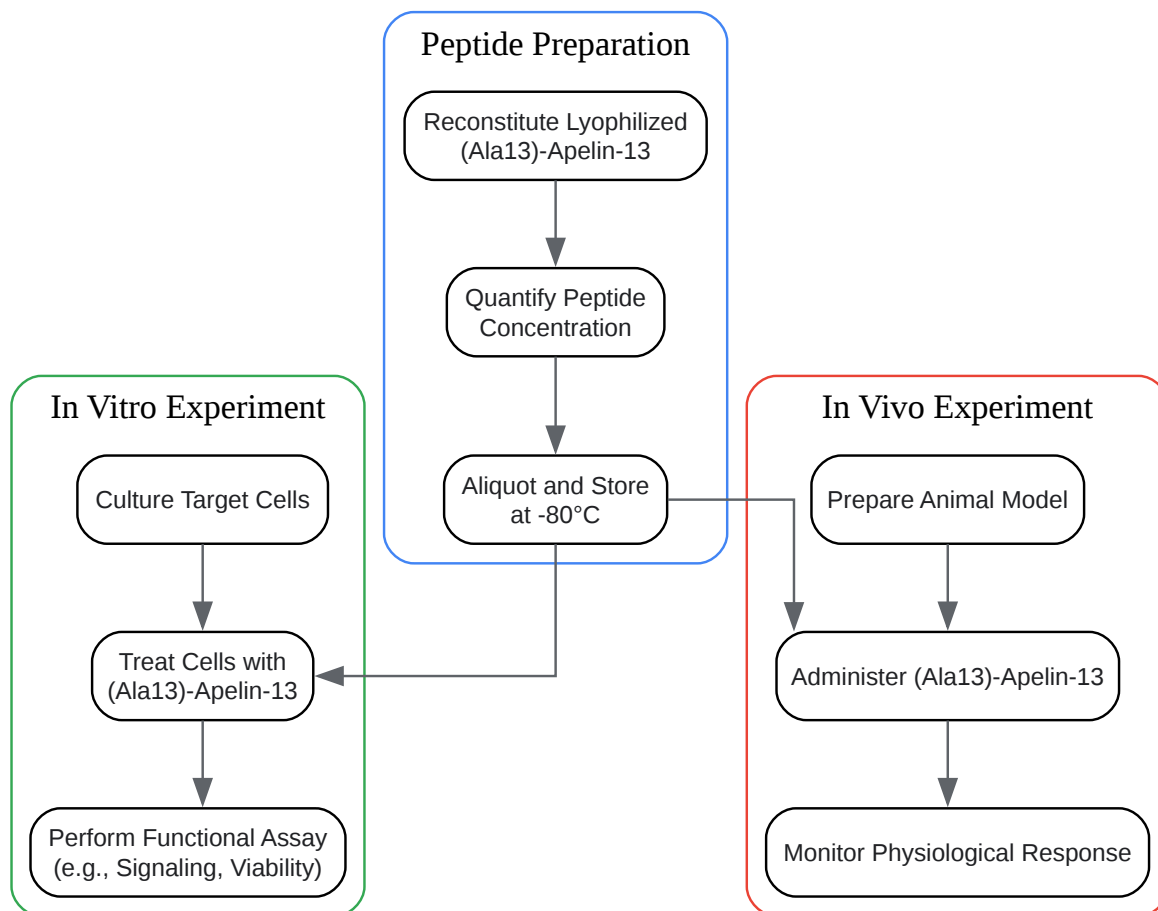 Peptide Preparation
Reconstitute Lyophilized
(Ala13)-Apelin-13
Quantify Peptide
Concentration
Aliquot and Store
at -80°C
In Vitro Experiment
Culture Target Cells
Treat Cells with
(Ala13)-Apelin-13
Perform Functional Assay
(e.g., Signaling, Viability)
In Vivo Experiment
Prepare Animal Model
Administer (Ala13)-Apelin-13
Monitor Physiological Response